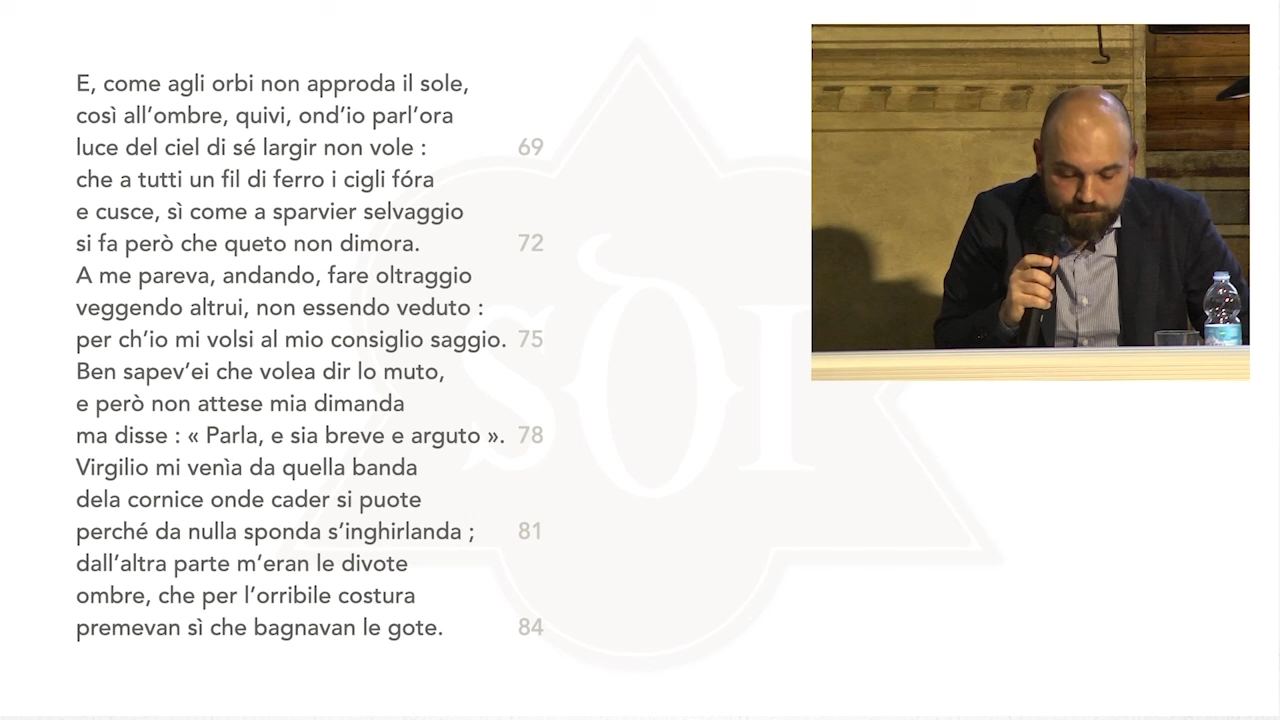 E, come agli orbi non approda il sole,
così all’ombre, quivi, ond’io parl’ora
luce del ciel di sé largir non vole : 69
che a tutti un fil di ferro i cigli fóra
e cusce, sì come a sparvier selvaggio
si fa però che queto non dimora. 72
A me pareva, andando, fare oltraggio
veggendo altrui, non essendo veduto :
per ch’io mi volsi al mio consiglio saggio. 75
Ben sapev’ei che volea dir lo muto,
e però non attese mia dimanda
ma disse : « Parla, e sia breve e arguto ». 78
Virgilio mi venìa da quella banda
dela cornice onde cader si puote
perché da nulla sponda s’inghirlanda ; 81
dall’altra parte m’eran le divote
ombre, che per l’orribile costura
premevan sì che bagnavan le gote. 84
SÒI